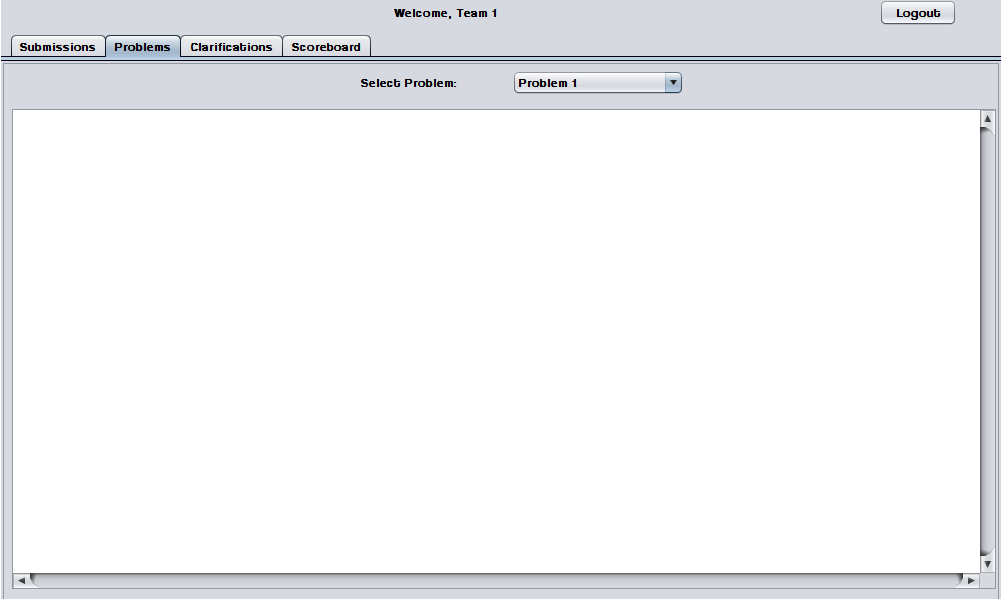 Welcome, Team 1
Logout
Submissions Problems Clarifications Scoreboard
Select Problem: Problem 1